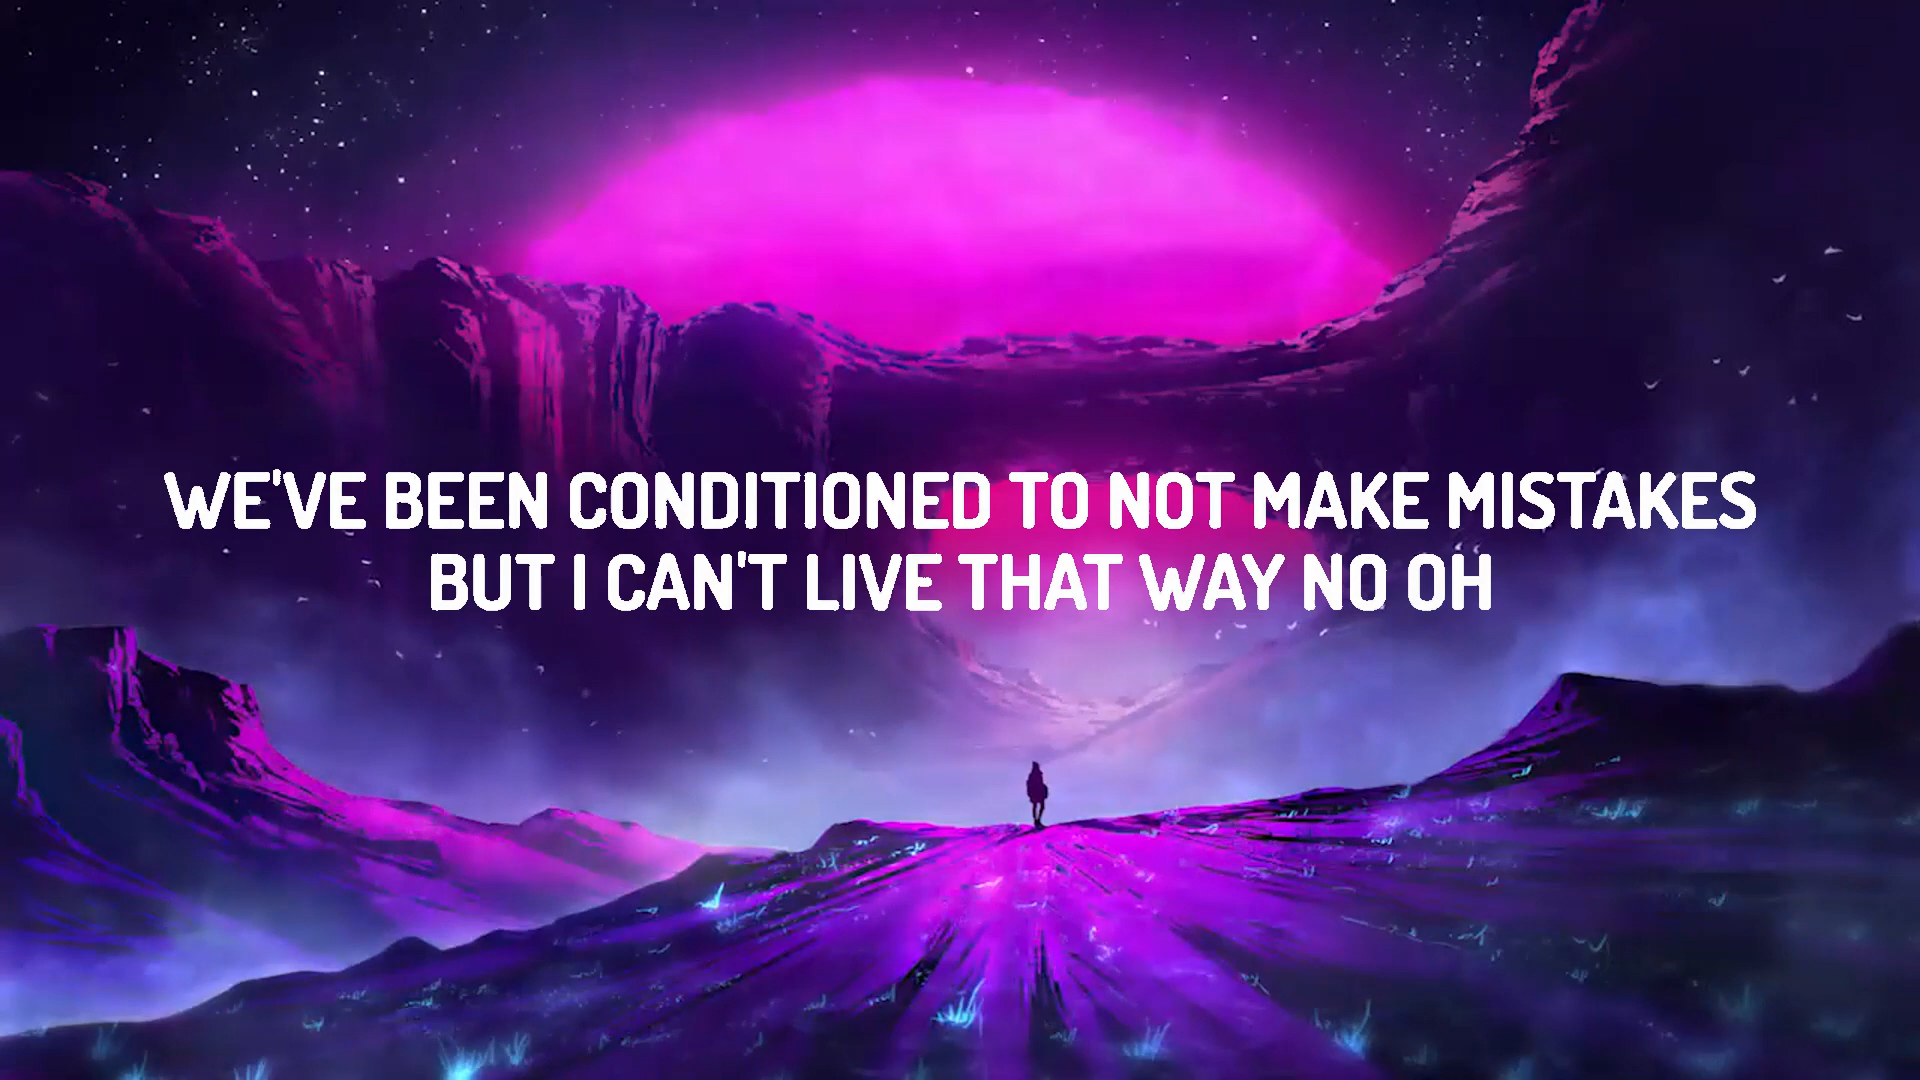 WE'VE BEEN CONDITIONED TO NOT MAKE MISTAKES
BUT I CAN'T LIVE THAT WAY NO OH